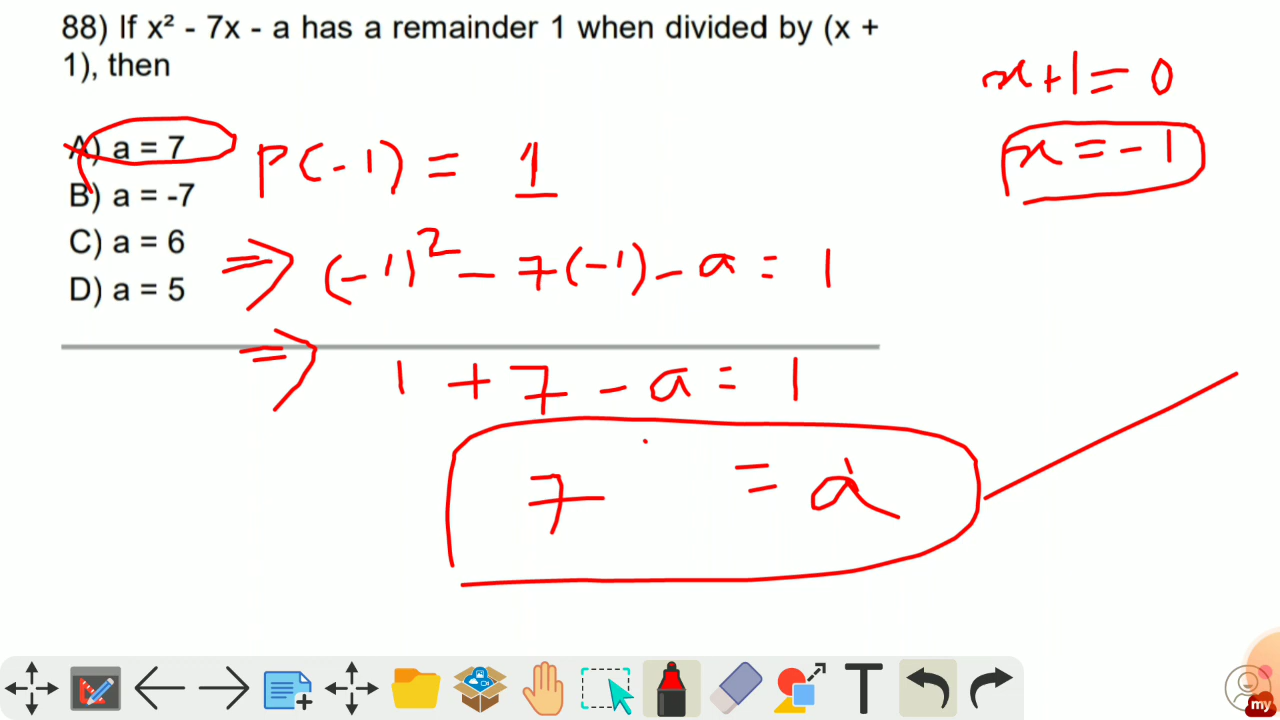 88) If x² - 7x - a has a remainder 1 when divided by (x +
1), then
x+1=0
x=-1
A) a = 7
P(-1) = 1
B) a = -7
C) a = 6
⇒ (-1)² - 7(-1) - a = 1
D) a = 5
⇒ 1 + 7 - a = 1
7 = a
T
my